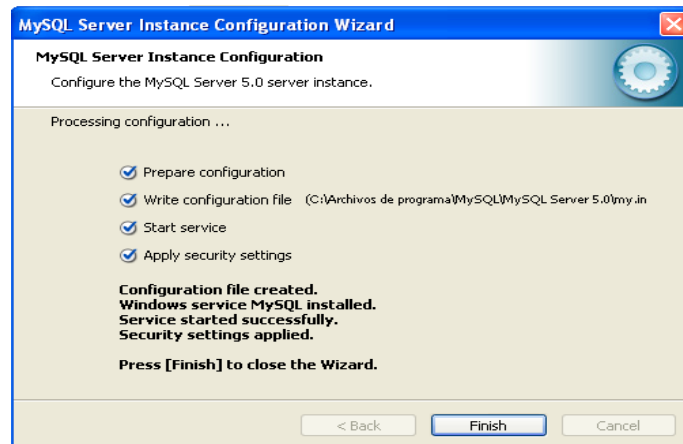 MySQL Server Instance Configuration Wizard
MySQL Server Instance Configuration
Configure the MySQL Server 5.0 server instance.
Processing configuration ...
Prepare configuration
Write configuration file (C:\Archivos de programa\MySQL\MySQL Server 5.0\my.in
Start service
Apply security settings
Configuration file created.
Windows service MySQL installed.
Service started successfully.
Security settings applied.
Press [Finish] to close the Wizard.
< Back Finish Cancel